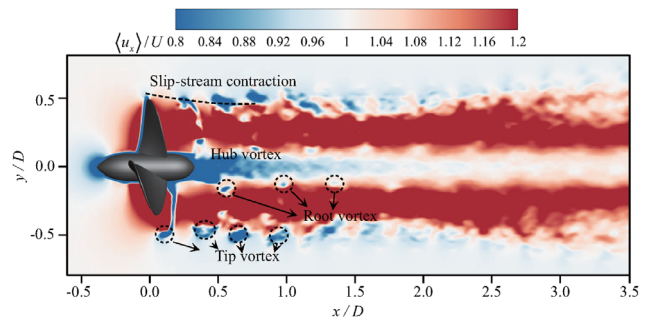 ⟨u_x⟩/U 0.8 0.84 0.88 0.92 0.96 1 1.04 1.08 1.12 1.16 1.2
Slip-stream contraction
0.5
Hub vortex
0.0
y/D
Root vortex
-0.5
Tip vortex
-0.5 0.0 0.5 1.0 1.5 2.0 2.5 3.0 3.5
x/D